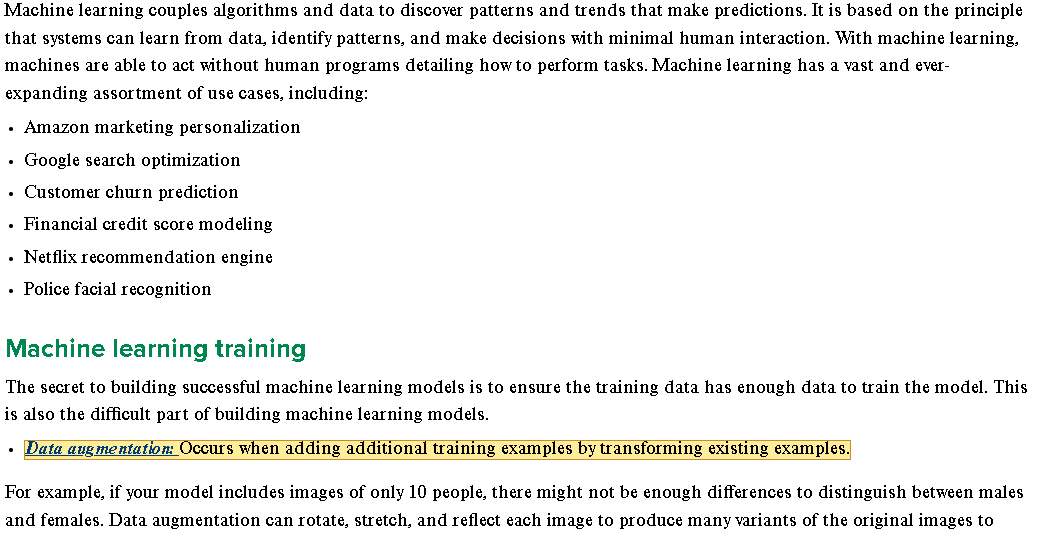 Machine learning couples algorithms and data to discover patterns and trends that make predictions. It is based on the principle
that systems can learn from data, identify patterns, and make decisions with minimal human interaction. With machine learning,
machines are able to act without human programs detailing how to perform tasks. Machine learning has a vast and ever-
expanding assortment of use cases, including:
• Amazon marketing personalization
• Google search optimization
• Customer churn prediction
• Financial credit score modeling
• Netflix recommendation engine
• Police facial recognition
Machine learning training
The secret to building successful machine learning models is to ensure the training data has enough data to train the model. This
is also the difficult part of building machine learning models.
• Data augmentation: Occurs when adding additional training examples by transforming existing examples.
For example, if your model includes images of only 10 people, there might not be enough differences to distinguish between males
and females. Data augmentation can rotate, stretch, and reflect each image to produce many variants of the original images to